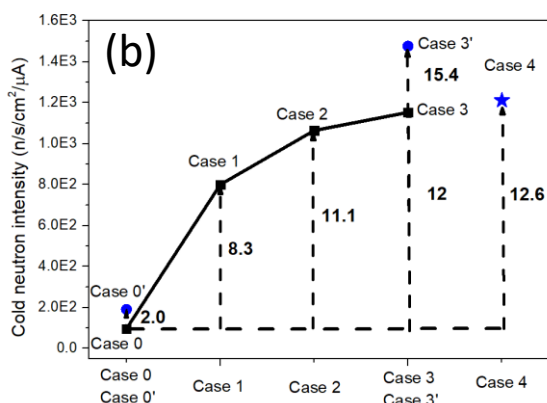 (b)
Cold neutron intensity (n/s/cm²/μA)
1.6E3
1.4E3
1.2E3
1.0E3
8.0E2
6.0E2
4.0E2
2.0E2
0.0
Case 3'
15.4
Case 4
Case 3
Case 2
Case 1
12
12.6
11.1
8.3
Case 0'
2.0
Case 0
Case 0
Case 0'
Case 1
Case 2
Case 3
Case 3'
Case 4